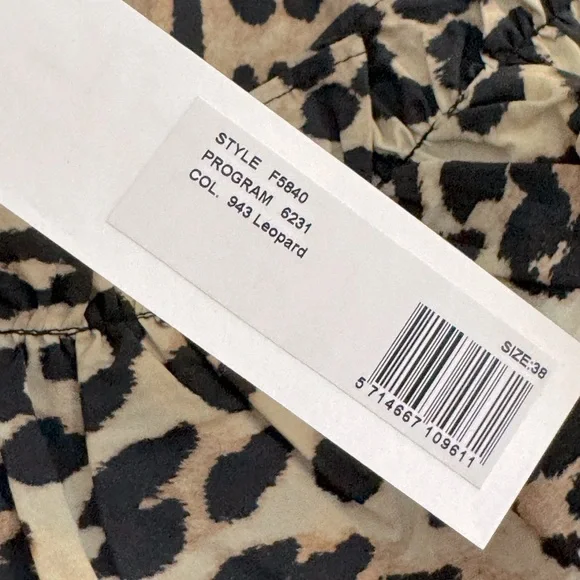 STYLE F5840
PROGRAM 6231
COL. 943 Leopard
SIZE:38
5 714667 109611